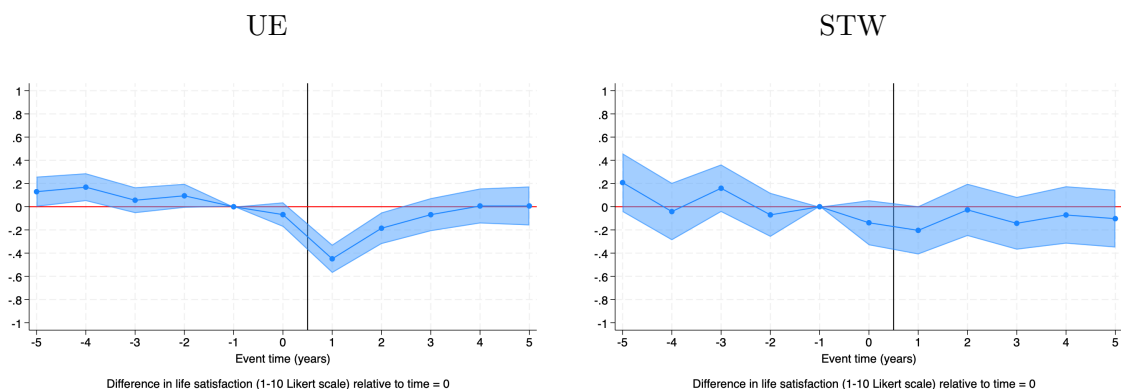 UE
1
.8
.6
.4
.2
0
-.2
-.4
-.6
-.8
-1
-5 -4 -3 -2 -1 0 1 2 3 4 5
Event time (years)
Difference in life satisfaction (1-10 Likert scale) relative to time = 0
STW
1
.8
.6
.4
.2
0
-.2
-.4
-.6
-.8
-1
-5 -4 -3 -2 -1 0 1 2 3 4 5
Event time (years)
Difference in life satisfaction (1-10 Likert scale) relative to time = 0